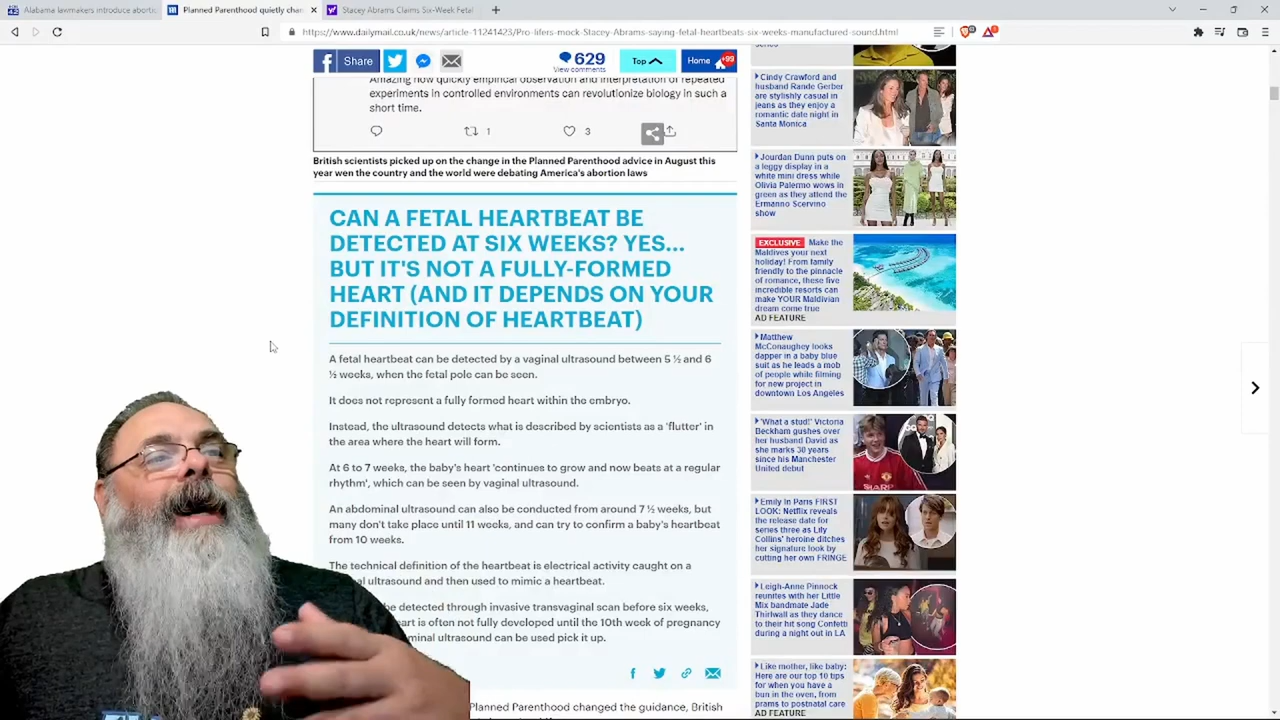 Alabama lawmakers introduce abortio
Planned Parenthood quietly chan
Stacey Abrams Claims Six-Week Fetal
https://www.dailymail.co.uk/news/article-11241423/Pro-lifers-mock-Stacey-Abrams-saying-fetal-heartbeats-six-weeks-manufactured-sound.html
Share
629
View comments
Top
Home
+99
Amazing how quickly empirical observation and interpretation of repeated
experiments in controlled environments can revolutionize biology in such a
short time.
1
3
British scientists picked up on the change in the Planned Parenthood advice in August this
year wen the country and the world were debating America's abortion laws
CAN A FETAL HEARTBEAT BE
DETECTED AT SIX WEEKS? YES...
BUT IT'S NOT A FULLY-FORMED
HEART (AND IT DEPENDS ON YOUR
DEFINITION OF HEARTBEAT)
A fetal heartbeat can be detected by a vaginal ultrasound between 5 ½ and 6
½ weeks, when the fetal pole can be seen.
It does not represent a fully formed heart within the embryo.
Instead, the ultrasound detects what is described by scientists as a 'flutter' in
the area where the heart will form.
At 6 to 7 weeks, the baby's heart 'continues to grow and now beats at a regular
rhythm', which can be seen by vaginal ultrasound.
An abdominal ultrasound can also be conducted from around 7 ½ weeks, but
many don't take place until 11 weeks, and can try to confirm a baby's heartbeat
from 10 weeks.
The technical definition of the heartbeat is electrical activity caught on a
al ultrasound and then used to mimic a heartbeat.
be detected through invasive transvaginal scan before six weeks,
art is often not fully developed until the 10th week of pregnancy
minal ultrasound can be used pick it up.
Planned Parenthood changed the guidance, British
series
Cindy Crawford and
husband Rande Gerber
are stylishly casual in
jeans as they enjoy a
romantic date night in
Santa Monica
Jourdan Dunn puts on
a leggy display in a
white mini dress while
Olivia Palermo wows in
green as they attend the
Ermanno Scervino
show
EXCLUSIVE Make the
Maldives your next
holiday! From family
friendly to the pinnacle
of romance, these five
incredible resorts can
make YOUR Maldivian
dream come true
AD FEATURE
Matthew
McConaughey looks
dapper in a baby blue
suit as he leads a mob
of people while filming
for new project in
downtown Los Angeles
'What a stud!' Victoria
Beckham gushes over
her husband David as
she marks 30 years
since his Manchester
United debut
SHARP
Emily In Paris FIRST
LOOK: Netflix reveals
the release date for
series three as Lily
Collins' heroine ditches
her signature look by
cutting her own FRINGE
Leigh-Anne Pinnock
reunites with her Little
Mix bandmate Jade
Thirlwall as they dance
to their hit song Confetti
during a night out in LA
Like mother, like baby:
Here are our top 10 tips
for when you have a
bun in the oven, from
prams to postnatal care
AD FEATURE